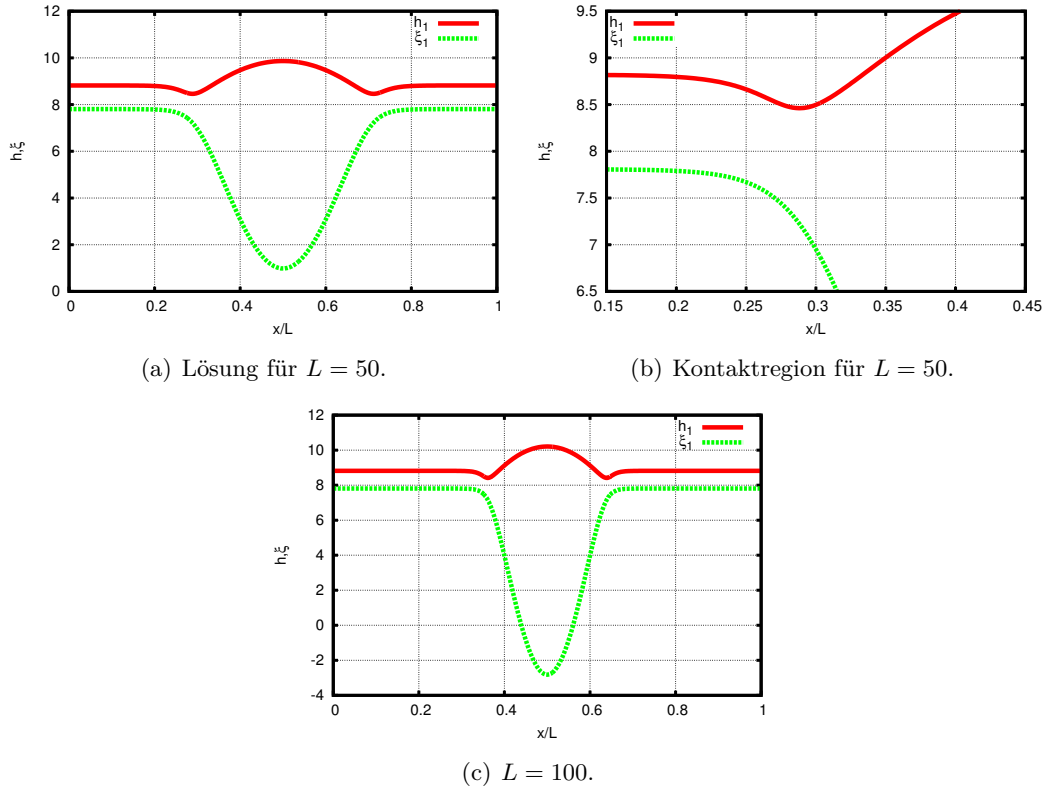 12
10
8
6
4
2
0
h,ξ
h₁
ξ₁
0
0.2
0.4
0.6
0.8
1
x/L
(a) Lösung für L = 50.
9.5
9
8.5
8
7.5
7
6.5
h,ξ
h₁
ξ₁
0.15
0.2
0.25
0.3
0.35
0.4
0.45
x/L
(b) Kontaktregion für L = 50.
12
10
8
6
4
2
0
-2
-4
h,ξ
h₁
ξ₁
0
0.2
0.4
0.6
0.8
1
x/L
(c) L = 100.